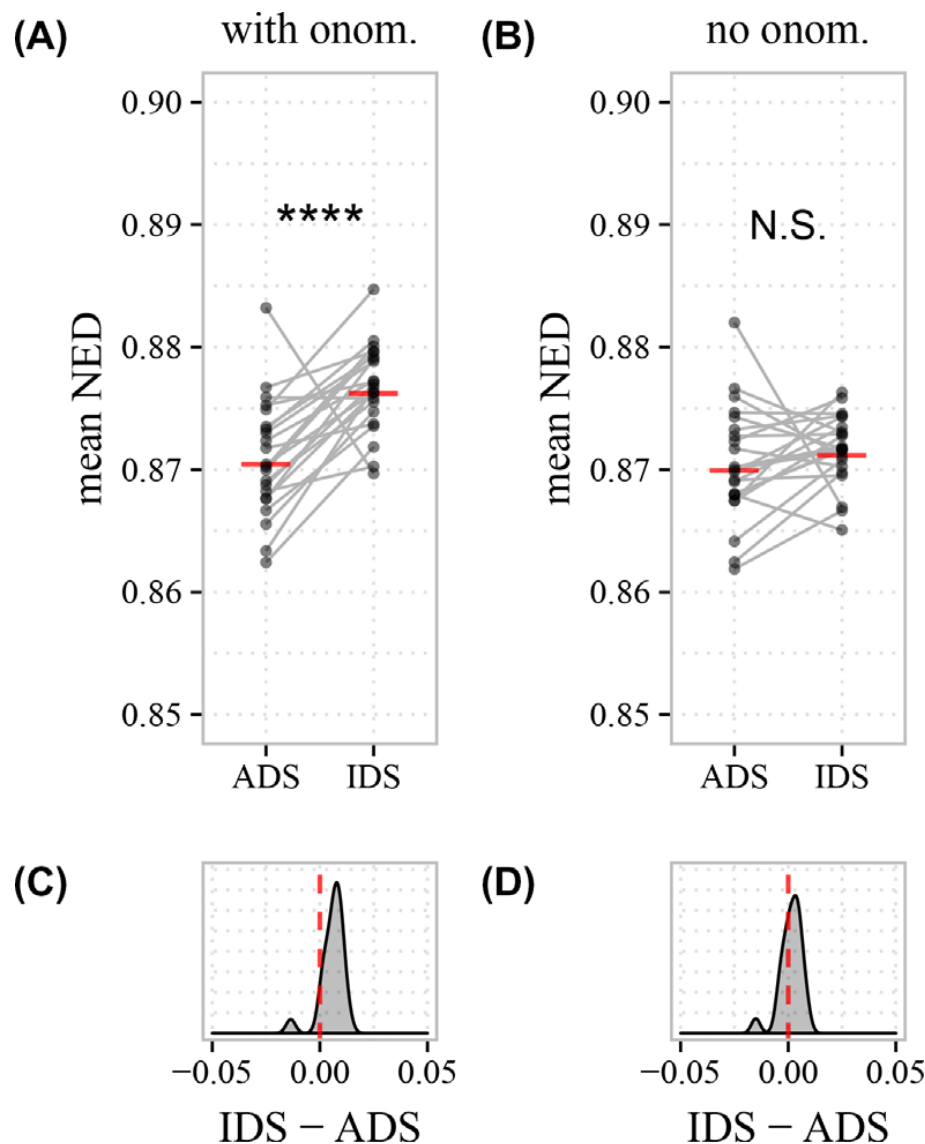 (A) with onom.
0.90
0.89
0.88
0.87
0.86
0.85
mean NED
****
ADS IDS
(B) no onom.
0.90
0.89
0.88
0.87
0.86
0.85
mean NED
N.S.
ADS IDS
(C)
−0.05 0.00 0.05
IDS − ADS
(D)
−0.05 0.00 0.05
IDS − ADS